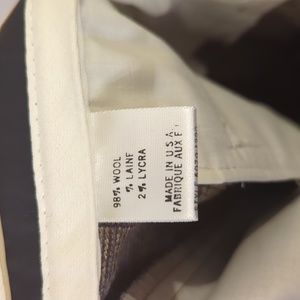 98% WOOL
% LAINE
2% LYCRA
MADE IN U.S.A
FABRIQUE AUX E